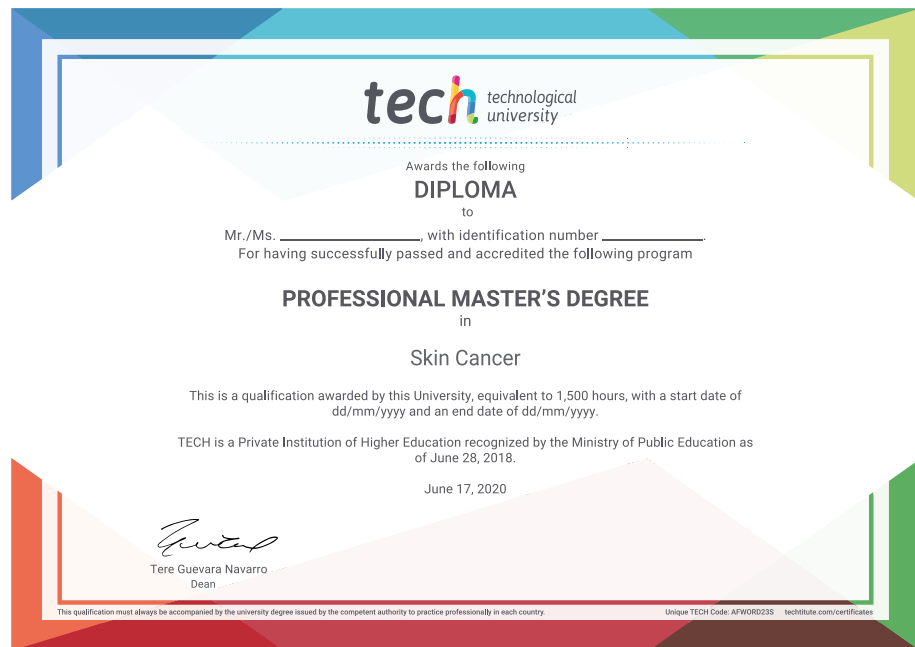 tech technological
university
Awards the following
DIPLOMA
to
Mr./Ms. ____________________, with identification number ______________.
For having successfully passed and accredited the following program
PROFESSIONAL MASTER'S DEGREE
in
Skin Cancer
This is a qualification awarded by this University, equivalent to 1,500 hours, with a start date of
dd/mm/yyyy and an end date of dd/mm/yyyy.
TECH is a Private Institution of Higher Education recognized by the Ministry of Public Education as
of June 28, 2018.
June 17, 2020
Tere Guevara Navarro
Dean
This qualification must always be accompanied by the university degree issued by the competent authority to practice professionally in each country.
Unique TECH Code: AFWORD23S techtitute.com/certificates